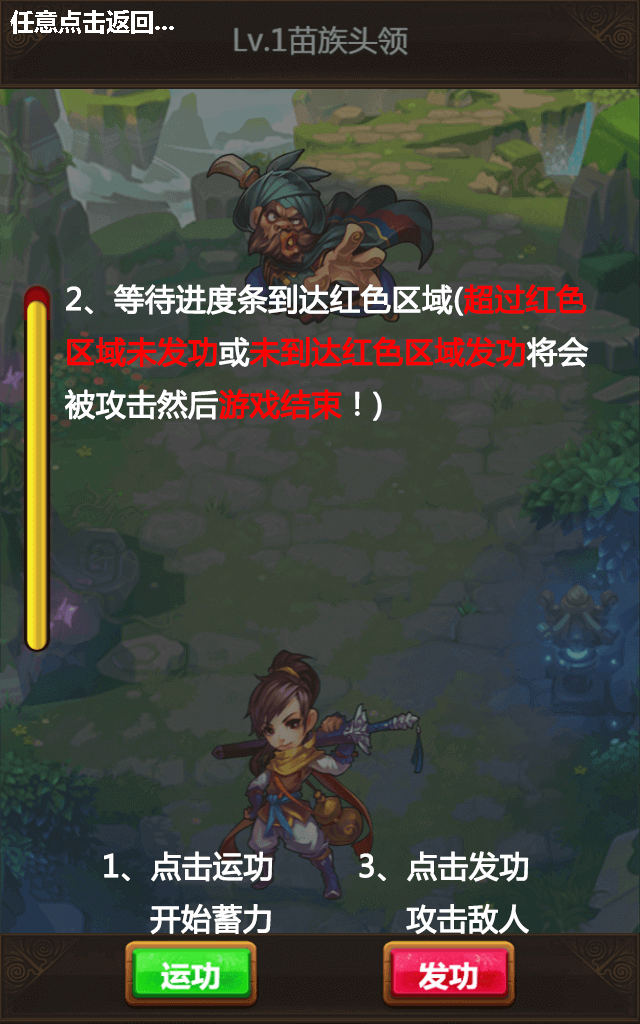 任意点击返回...
Lv.1苗族头领
2、等待进度条到达红色区域(超过红色
区域未发功或未到达红色区域发功将会
被攻击然后游戏结束！)
1、点击运功
开始蓄力
3、点击发功
攻击敌人
运功
发功